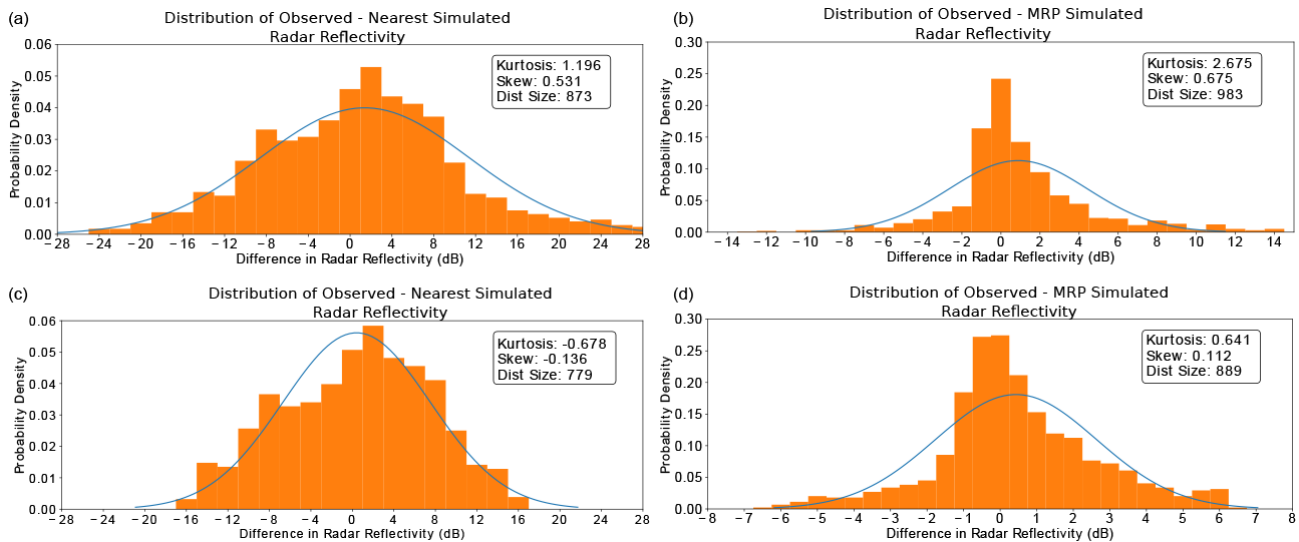 (a)
Distribution of Observed - Nearest Simulated
Radar Reflectivity
Probability Density
0.06
0.05
0.04
0.03
0.02
0.01
0.00
Kurtosis: 1.196
Skew: 0.531
Dist Size: 873
−28 −24 −20 −16 −12 −8 −4 0 4 8 12 16 20 24 28
Difference in Radar Reflectivity (dB)
(b)
Distribution of Observed - MRP Simulated
Radar Reflectivity
Probability Density
0.30
0.25
0.20
0.15
0.10
0.05
0.00
Kurtosis: 2.675
Skew: 0.675
Dist Size: 983
−14 −12 −10 −8 −6 −4 −2 0 2 4 6 8 10 12 14
Difference in Radar Reflectivity (dB)
(c)
Distribution of Observed - Nearest Simulated
Radar Reflectivity
Probability Density
0.06
0.05
0.04
0.03
0.02
0.01
0.00
Kurtosis: -0.678
Skew: -0.136
Dist Size: 779
−28 −24 −20 −16 −12 −8 −4 0 4 8 12 16 20 24 28
Difference in Radar Reflectivity (dB)
(d)
Distribution of Observed - MRP Simulated
Radar Reflectivity
Probability Density
0.30
0.25
0.20
0.15
0.10
0.05
0.00
Kurtosis: 0.641
Skew: 0.112
Dist Size: 889
−8 −7 −6 −5 −4 −3 −2 −1 0 1 2 3 4 5 6 7 8
Difference in Radar Reflectivity (dB)